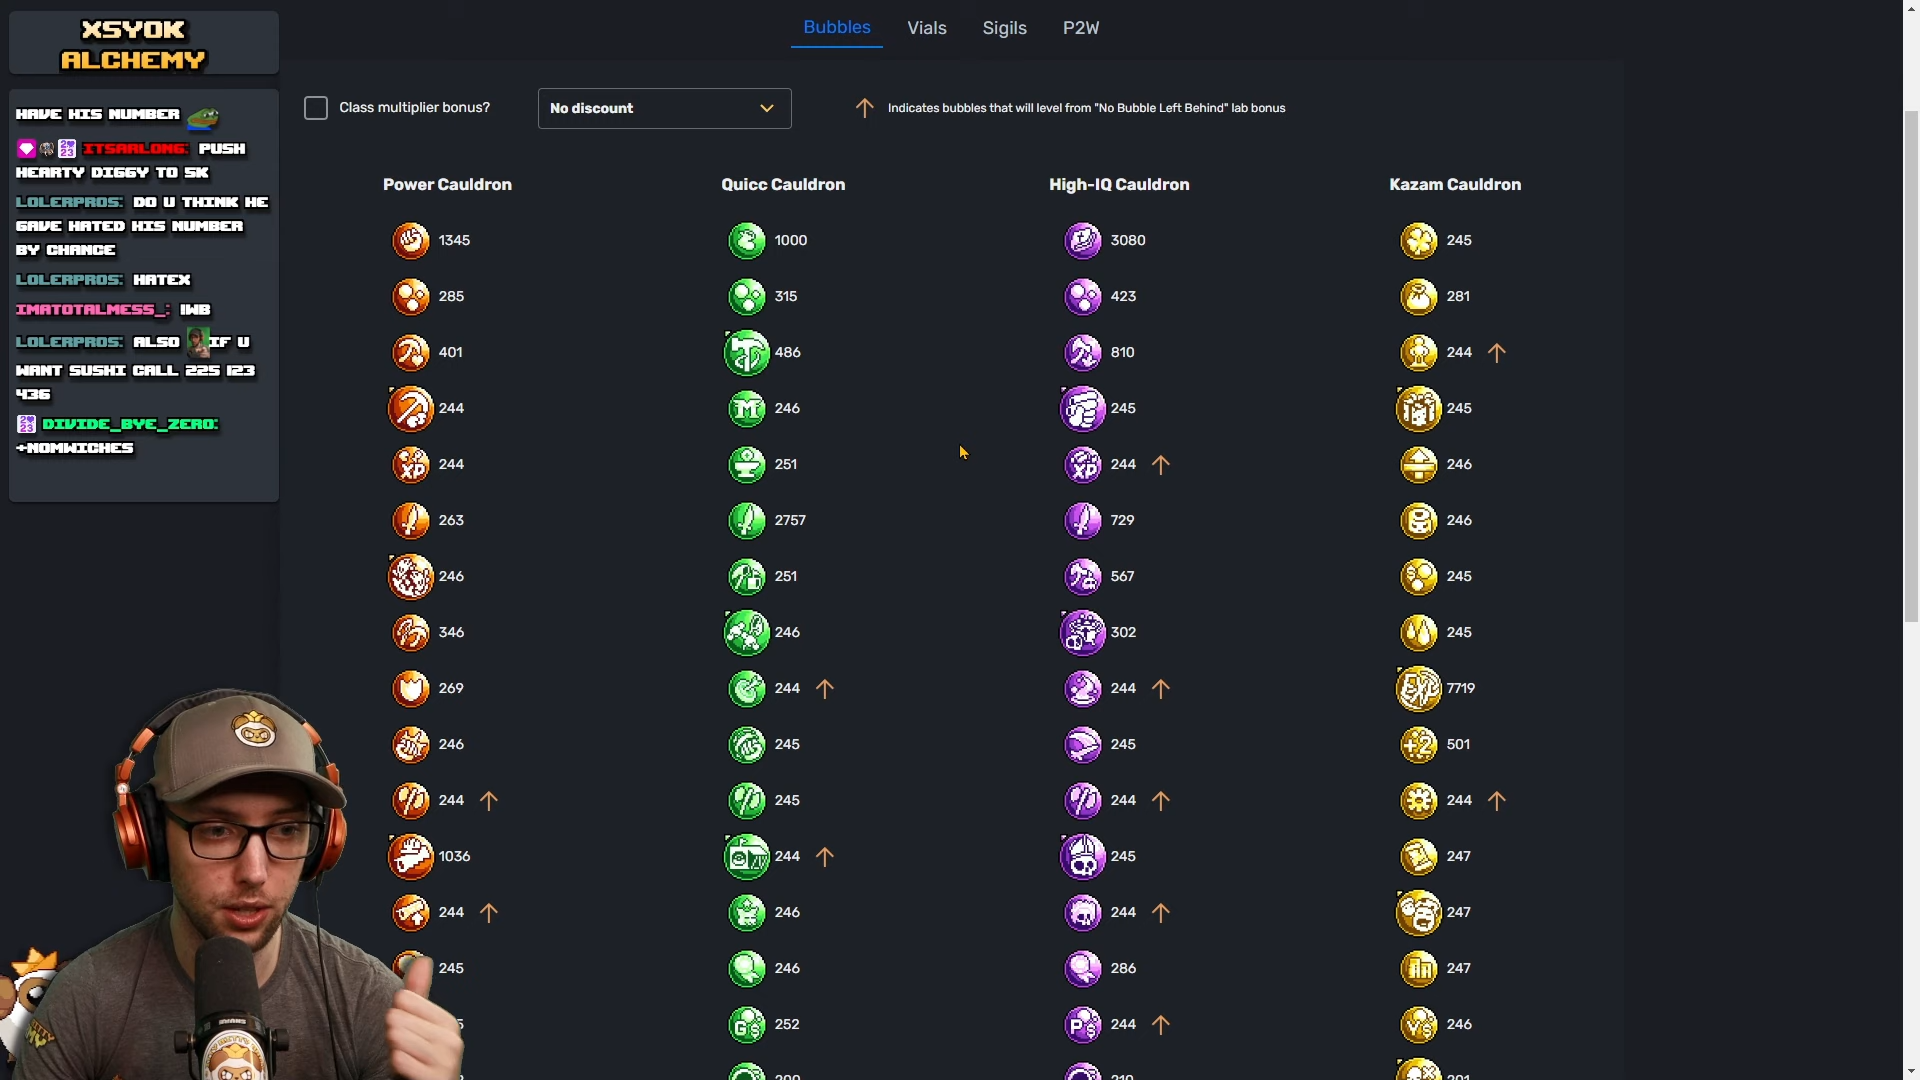 XSYOK
ALCHEMY
HAVE HIS NUMBER
ITSARLONG: PUSH
HEARTY DIGGY TO 5K
LOLERPROS: DO U THINK HE
GAVE HATED HIS NUMBER
BY CHANCE
LOLERPROS: HATEX
IMATOTALMESS_: IWB
LOLERPROS: ALSO IF U
WANT SUSHI CALL 225 123
436
DIVIDE_BYE_ZERO:
+NOMWICHES
Bubbles Vials Sigils P2W
Class multiplier bonus? No discount Indicates bubbles that will level from "No Bubble Left Behind" lab bonus
Power Cauldron Quicc Cauldron High-IQ Cauldron Kazam Cauldron
1345 1000 3080 245
285 315 423 281
401 486 810 244
244 246 245 245
244 251 244 246
263 2757 729 246
246 251 567 245
346 246 302 245
269 244 244 7719
246 245 245 501
244 245 244 244
1036 244 245 247
244 246 244 247
245 246 286 247
252 244 246